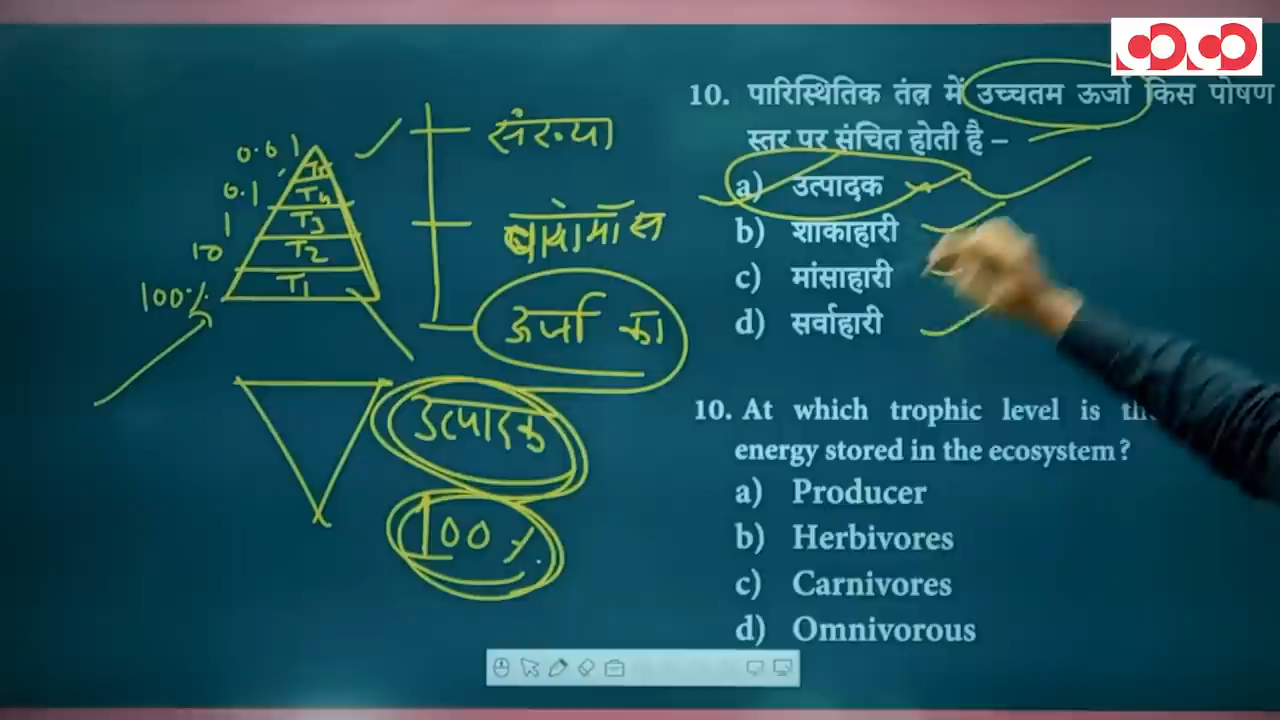 10. पारिस्थितिक तंत्र में उच्चतम ऊर्जा किस पोषण
स्तर पर संचित होती है –
a) उत्पादक
b) शाकाहारी
c) मांसाहारी
d) सर्वाहारी
10. At which trophic level is
energy stored in the ecosystem?
a) Producer
b) Herbivores
c) Carnivores
d) Omnivorous
संख्या
बायोमॉस
ऊर्जा का
उत्पादक
100%
0.01
0.1 T4
1 T3
10 T2
100% T1